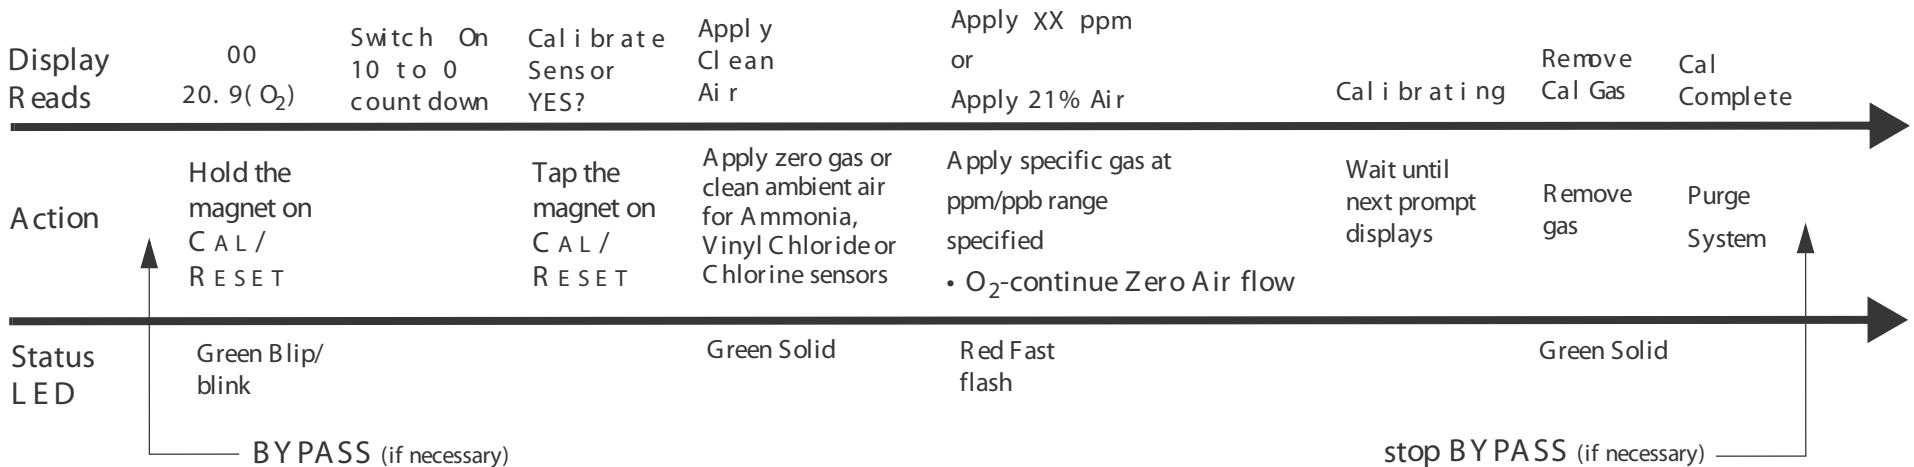 Display
Reads
00
20.9(O₂)
Switch On
10 to 0
countdown
Calibrate
Sensor
YES?
Apply
Clean
Air
Apply XX ppm
or
Apply 21% Air
Calibrating
Remove
Cal Gas
Cal
Complete
Action
Hold the
magnet on
CAL/
RESET
Tap the
magnet on
CAL/
RESET
Apply zero gas or
clean ambient air
for Ammonia,
Vinyl Chloride or
Chlorine sensors
Apply specific gas at
ppm/ppb range
specified
• O₂-continue Zero Air flow
Wait until
next prompt
displays
Remove
gas
Purge
System
Status
LED
Green Blip/
blink
Green Solid
Red Fast
flash
Green Solid
BYPASS (if necessary)
stop BYPASS (if necessary)